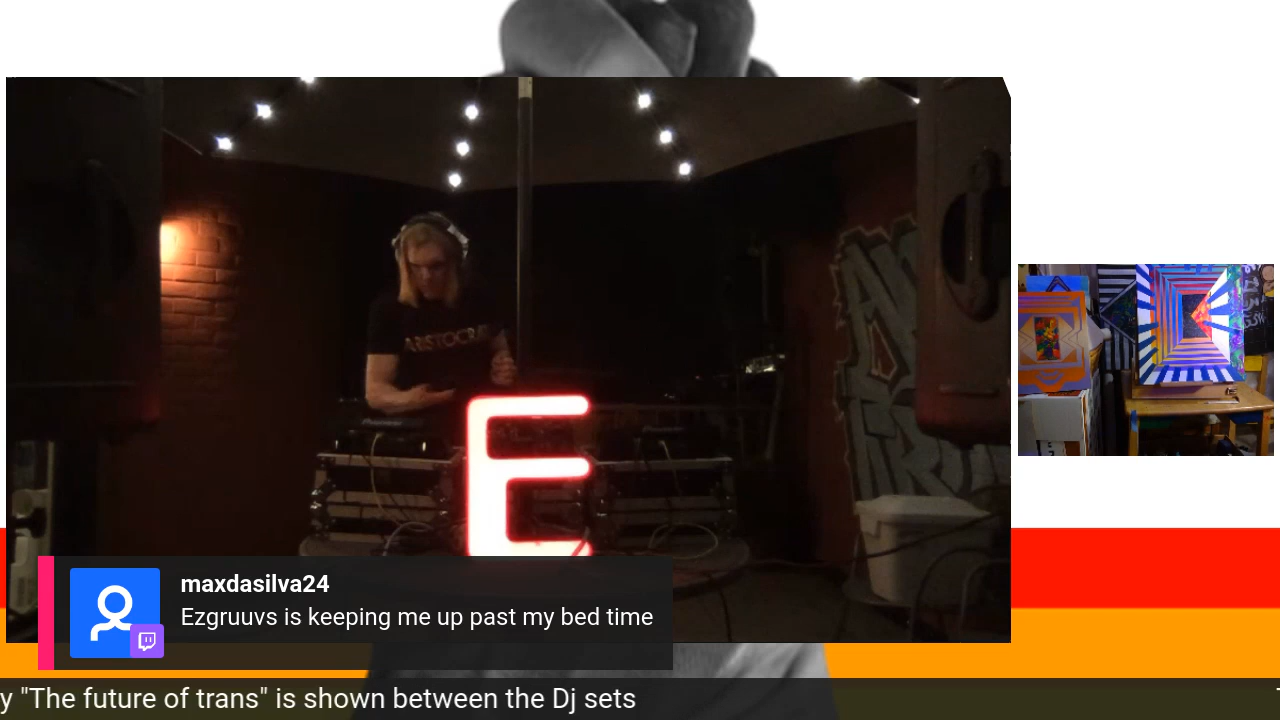 ARISTOCRAT
E
maxdasilva24
Ezgruuvs is keeping me up past my bed time
y "The future of trans" is shown between the Dj sets